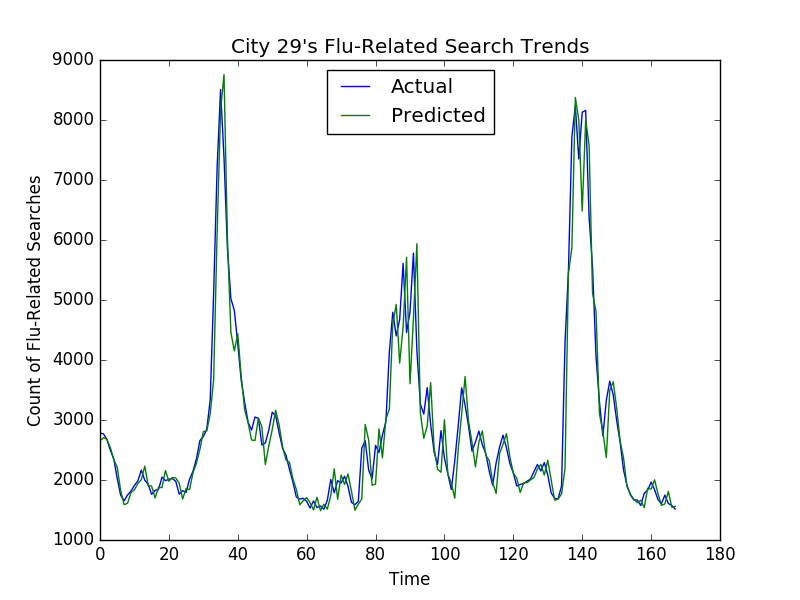 City 29's Flu-Related Search Trends
Actual
Predicted
Count of Flu-Related Searches
9000
8000
7000
6000
5000
4000
3000
2000
1000
0 20 40 60 80 100 120 140 160 180
Time